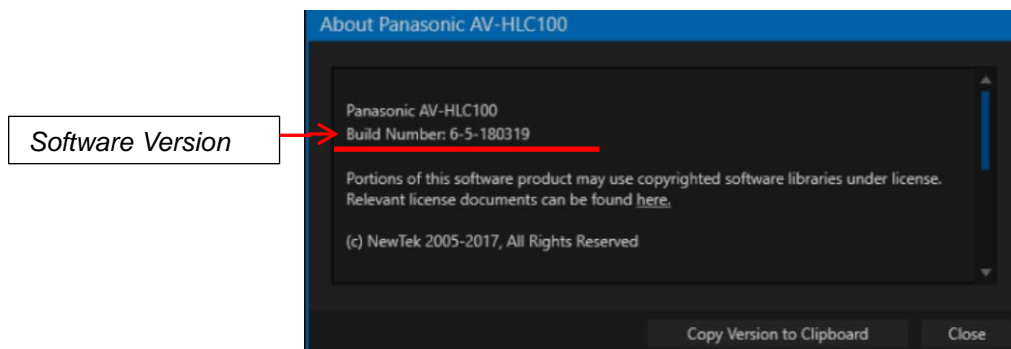 About Panasonic AV-HLC100
Panasonic AV-HLC100
Software Version
Build Number: 6-5-180319
Portions of this software product may use copyrighted software libraries under license.
Relevant license documents can be found here.
(c) NewTek 2005-2017, All Rights Reserved
Copy Version to Clipboard
Close